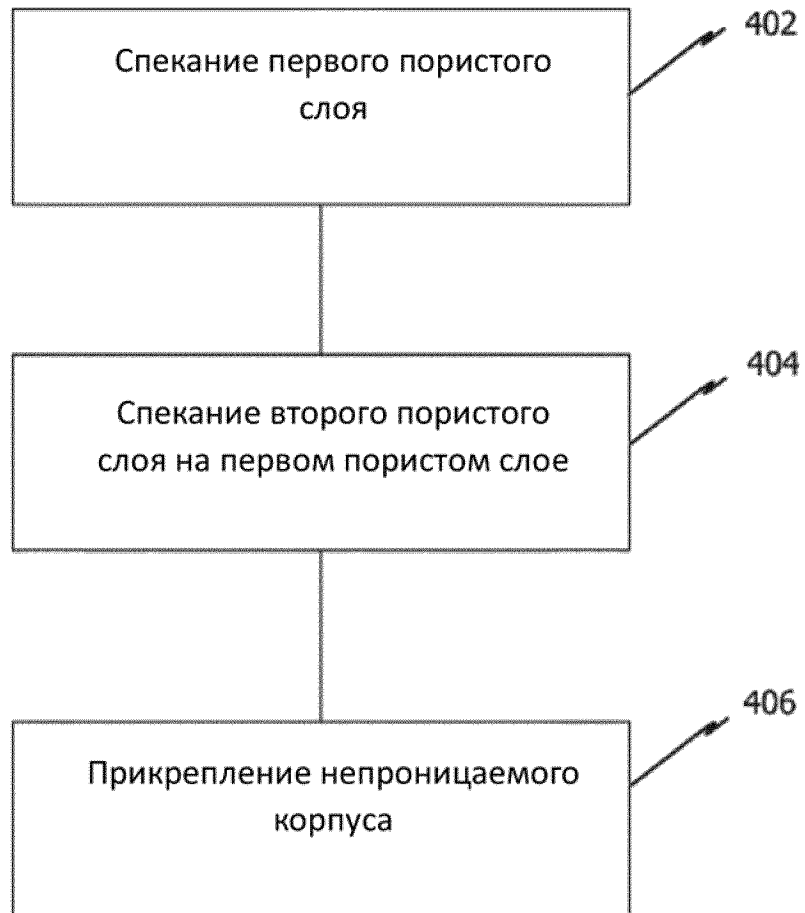 402
Спекание первого пористого
слоя
404
Спекание второго пористого
слоя на первом пористом слое
406
Прикрепление непроницаемого
корпуса